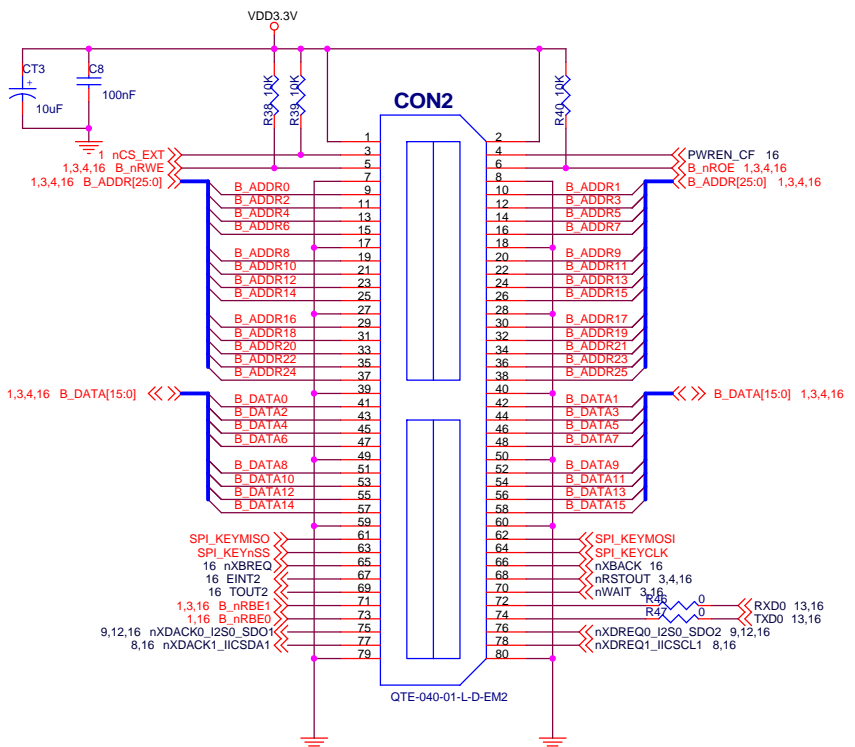 VDD3.3V
CT3
10uF
C8
100nF
R38 10K
R39 10K
R40 10K
CON2
1 2
1 nCS_EXT 3 4 PWREN_CF 16
1,3,4,16 B_nRWE 5 6 B_nROE 1,3,4,16
1,3,4,16 B_ADDR[25:0] 7 8 B_ADDR[25:0] 1,3,4,16
B_ADDR0 9 10 B_ADDR1
B_ADDR2 11 12 B_ADDR3
B_ADDR4 13 14 B_ADDR5
B_ADDR6 15 16 B_ADDR7
17 18
B_ADDR8 19 20 B_ADDR9
B_ADDR10 21 22 B_ADDR11
B_ADDR12 23 24 B_ADDR13
B_ADDR14 25 26 B_ADDR15
27 28
B_ADDR16 29 30 B_ADDR17
B_ADDR18 31 32 B_ADDR19
B_ADDR20 33 34 B_ADDR21
B_ADDR22 35 36 B_ADDR23
B_ADDR24 37 38 B_ADDR25
1,3,4,16 B_DATA[15:0] 39 40 B_DATA[15:0] 1,3,4,16
B_DATA0 41 42 B_DATA1
B_DATA2 43 44 B_DATA3
B_DATA4 45 46 B_DATA5
B_DATA6 47 48 B_DATA7
49 50
B_DATA8 51 52 B_DATA9
B_DATA10 53 54 B_DATA11
B_DATA12 55 56 B_DATA13
B_DATA14 57 58 B_DATA15
59 60
SPI_KEYMISO 61 62 SPI_KEYMOSI
SPI_KEYnSS 63 64 SPI_KEYCLK
16 nXBREQ 65 66 nXBACK 16
16 EINT2 67 68 nRSTOUT 3,4,16
16 TOUT2 69 70 nWAIT 3,16
1,3,16 B_nRBE1 71 72 R46 0 RXD0 13,16
1,16 B_nRBE0 73 74 R47 0 TXD0 13,16
9,12,16 nXDACK0_I2S0_SDO1 75 76 nXDREQ0_I2S0_SDO2 9,12,16
8,16 nXDACK1_IICSDA1 77 78 nXDREQ1_IICSCL1 8,16
79 80
QTE-040-01-L-D-EM2